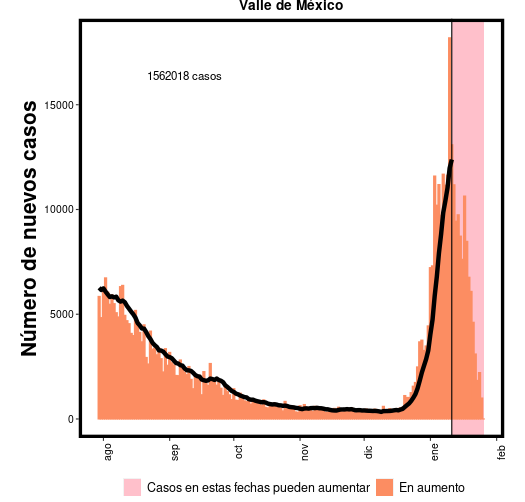 Valle de México
1562018 casos
Número de nuevos casos
15000
10000
5000
0
ago
sep
oct
nov
dic
ene
feb
Casos en estas fechas pueden aumentar
En aumento